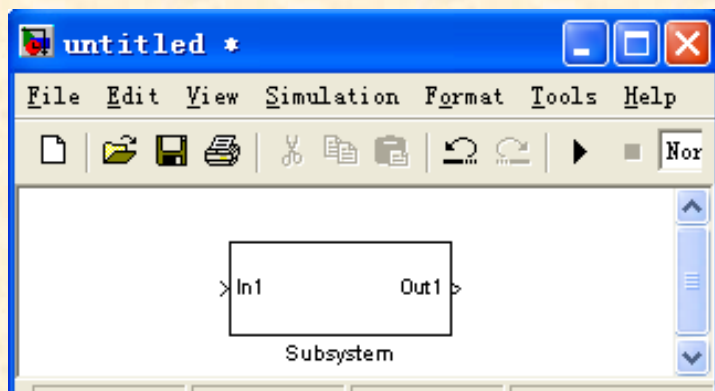 untitled *
File Edit View Simulation Format Tools Help
Nor
In1 Out1
Subsystem